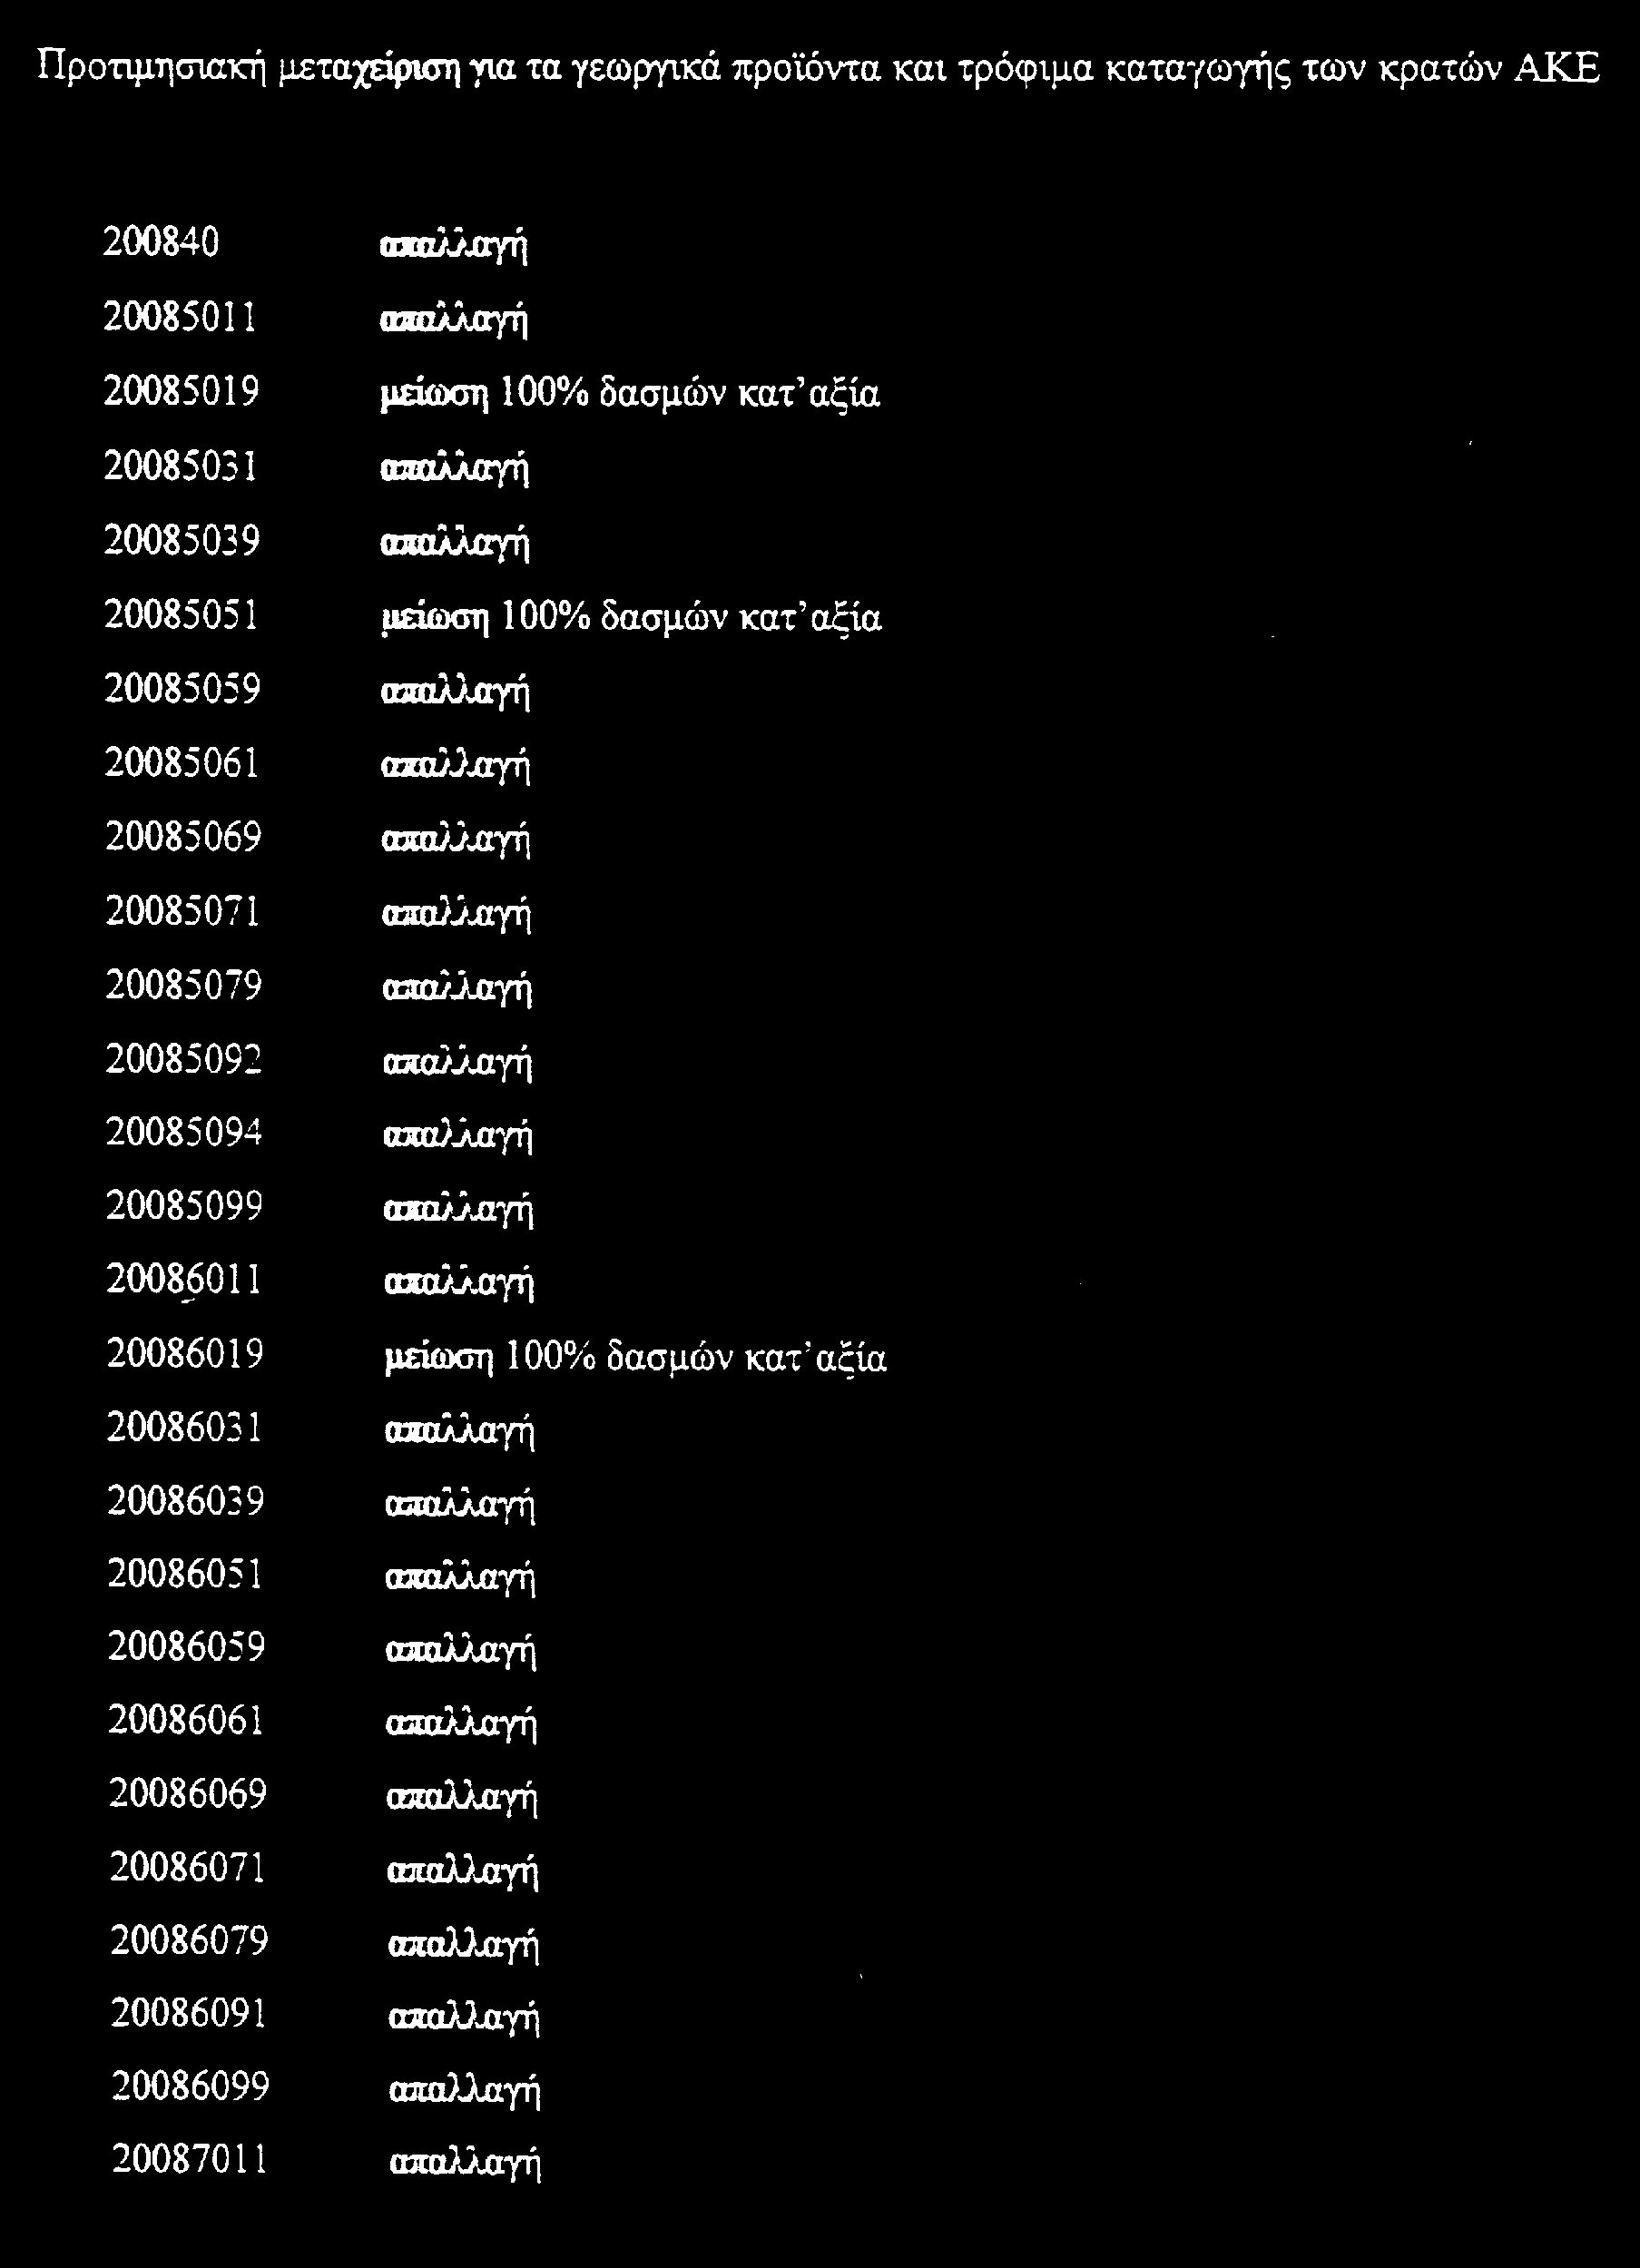 Προτιμησιακή μεταχείριση για τα γεωργικά προϊόντα και τρόφιμα καταγωγής των κρατών ΑΚΕ
200840 απαλλαγή
20085011 απαλλαγή
20085019 μείωση 100% δασμών κατ’αξία
20085031 απαλλαγή
20085039 απαλλαγή
20085051 μείωση 100% δασμών κατ’αξία
20085059 απαλλαγή
20085061 απαλλαγή
20085069 απαλλαγή
20085071 απαλλαγή
20085079 απαλλαγή
20085092 απαλλαγή
20085094 απαλλαγή
20085099 απαλλαγή
20086011 απαλλαγή
20086019 μείωση 100% δασμών κατ’αξία
20086031 απαλλαγή
20086039 απαλλαγή
20086051 απαλλαγή
20086059 απαλλαγή
20086061 απαλλαγή
20086069 απαλλαγή
20086071 απαλλαγή
20086079 απαλλαγή
20086091 απαλλαγή
20086099 απαλλαγή
20087011 απαλλαγή